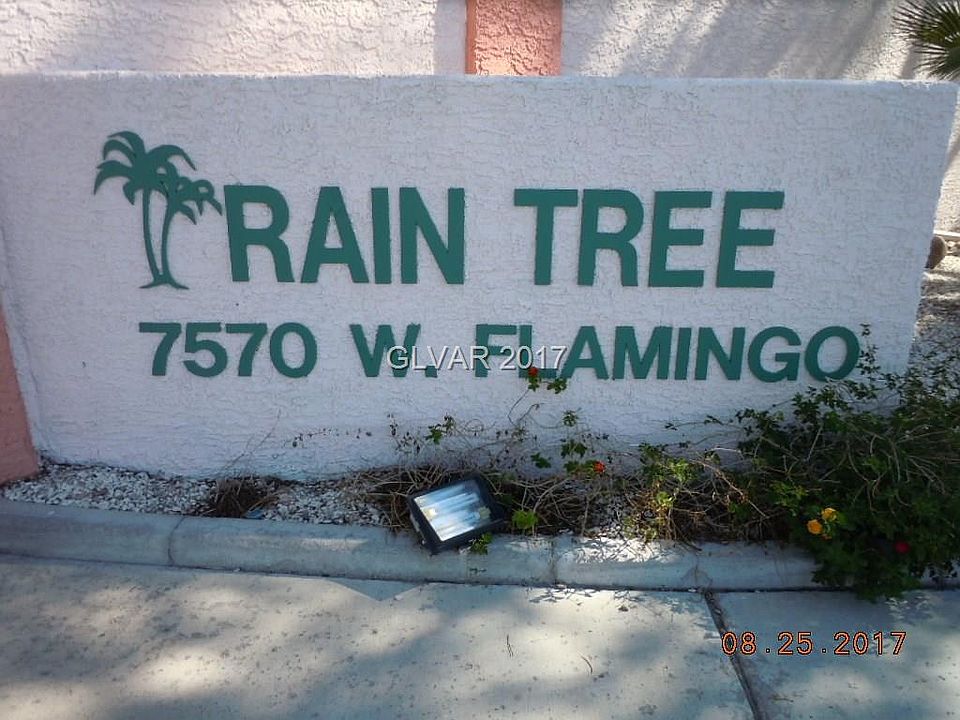 RAIN TREE
7570 W. FLAMINGO
GLVAR 2017
08.25.2017